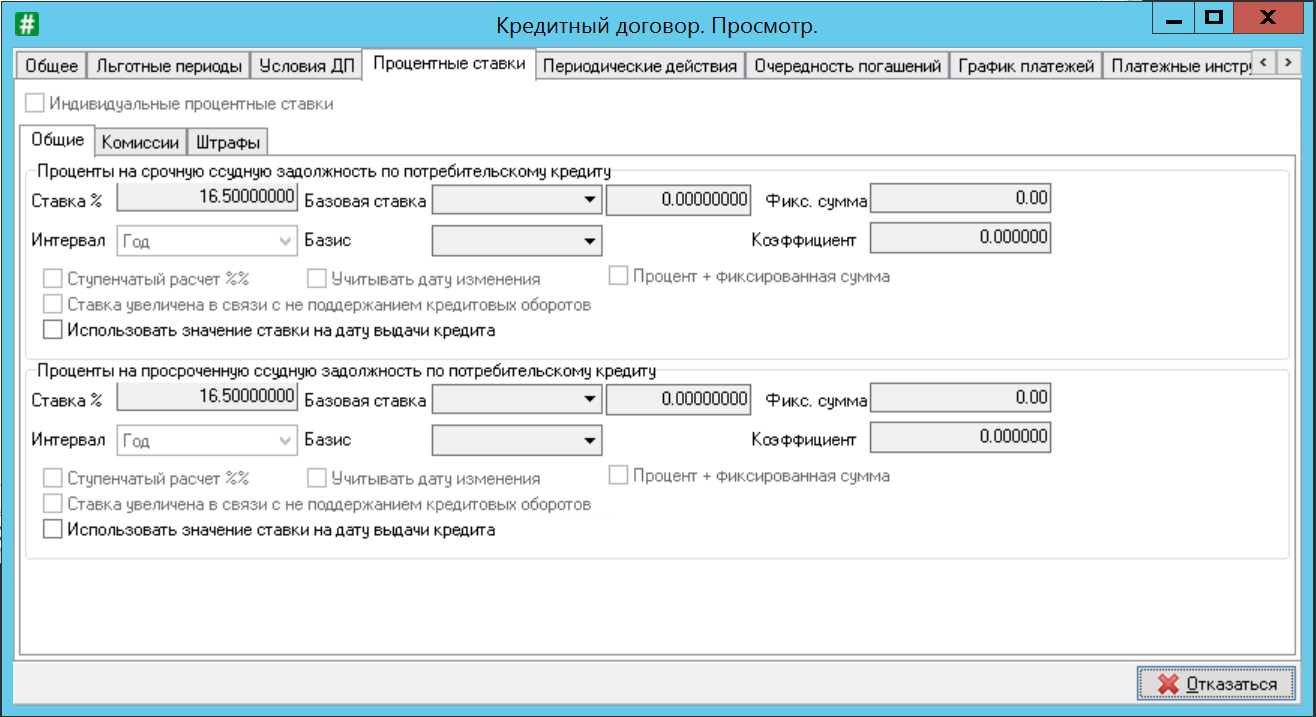 #
Кредитный договор. Просмотр.
Общее Льготные периоды Условия ДП Процентные ставки Периодические действия Очередность погашений График платежей Платежные инстру
Индивидуальные процентные ставки
Общие Комиссии Штрафы
Проценты на срочную ссудную задолжность по потребительскому кредиту
Ставка % 16.50000000 Базовая ставка 0.00000000 Фикс. сумма 0.00
Интервал Год Базис Коэффициент 0.000000
Ступенчатый расчет %% Учитывать дату изменения Процент + фиксированная сумма
Ставка увеличена в связи с не поддержанием кредитовых оборотов
Использовать значение ставки на дату выдачи кредита
Проценты на просроченную ссудную задолжность по потребительскому кредиту
Ставка % 16.50000000 Базовая ставка 0.00000000 Фикс. сумма 0.00
Интервал Год Базис Коэффициент 0.000000
Ступенчатый расчет %% Учитывать дату изменения Процент + фиксированная сумма
Ставка увеличена в связи с не поддержанием кредитовых оборотов
Использовать значение ставки на дату выдачи кредита
Отказаться